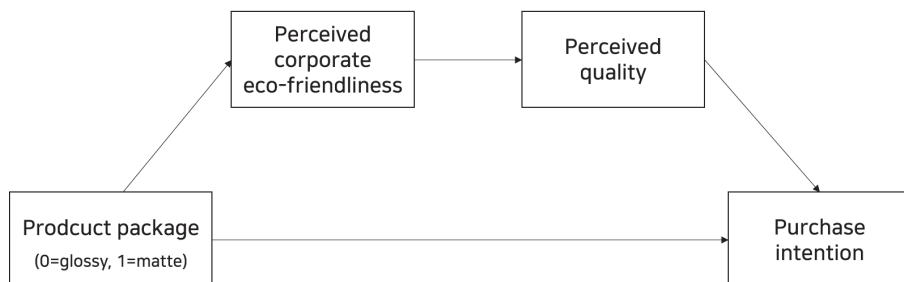 Perceived
corporate
eco-friendliness
Perceived
quality
Prodcuct package
(0=glossy, 1=matte)
Purchase
intention